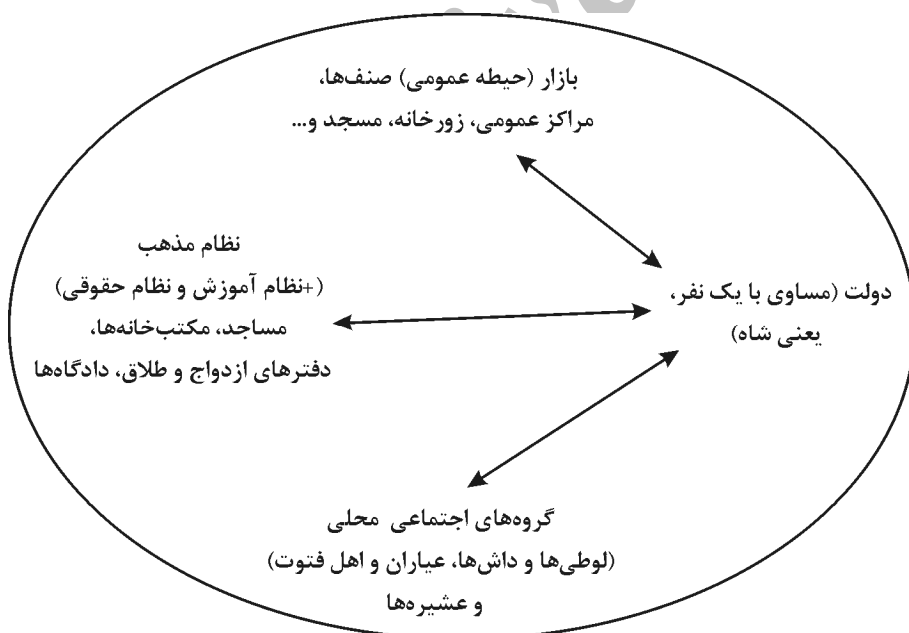 بازار (حیطه عمومی) صنف‌ها،
مراکز عمومی، زورخانه، مسجد و...
نظام مذهب
(+نظام آموزش و نظام حقوقی)
مساجد، مکتب‌خانه‌ها،
دفترهای ازدواج و طلاق، دادگاه‌ها
دولت (مساوی با یک نفر،
یعنی شاه)
گروه‌های اجتماعی محلی
(لوطی‌ها و داش‌ها، عیاران و اهل فتوت)
و عشیره‌ها